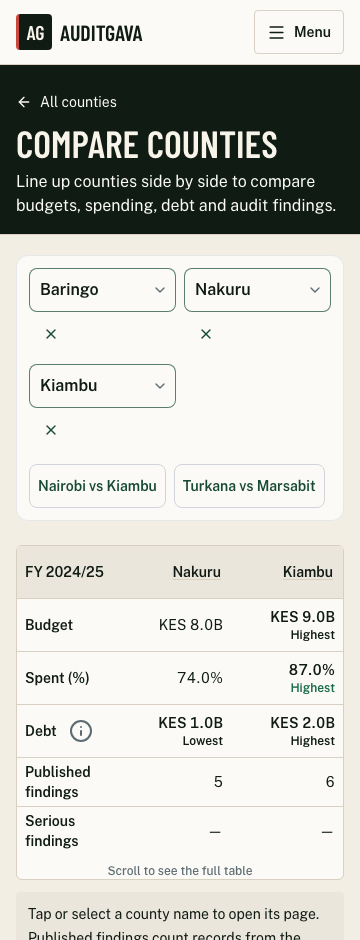 AG AUDITGAVA
Menu
← All counties
COMPARE COUNTIES
Line up counties side by side to compare
budgets, spending, debt and audit findings.
Baringo
Nakuru
×
×
Kiambu
×
Nairobi vs Kiambu
Turkana vs Marsabit
FY 2024/25 Nakuru Kiambu
Budget KES 8.0B KES 9.0B
Highest
Spent (%) 74.0% 87.0%
Highest
Debt KES 1.0B KES 2.0B
Lowest Highest
Published
findings 5 6
Serious
findings — —
Scroll to see the full table
Tap or select a county name to open its page.
Published findings count records from the